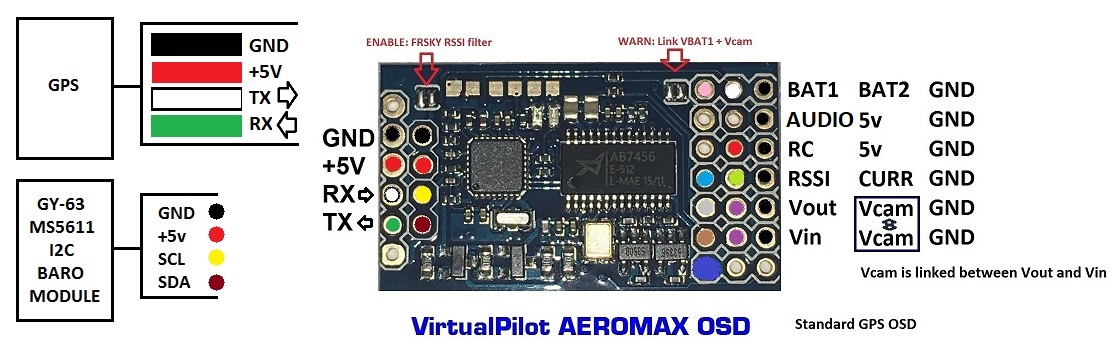 ENABLE: FRSKY RSSI filter
WARN: Link VBAT1 + Vcam
GPS
GND
+5V
TX
RX
GY-63
MS5611
I2C
BARO
MODULE
GND
+5v
SCL
SDA
GND
+5V
RX
TX
AB7456
E-512
L-MAE 15/11
BAT1 BAT2 GND
AUDIO 5v GND
RC 5v GND
RSSI CURR GND
Vout Vcam GND
Vin Vcam GND
Vcam is linked between Vout and Vin
VirtualPilot AEROMAX OSD
Standard GPS OSD